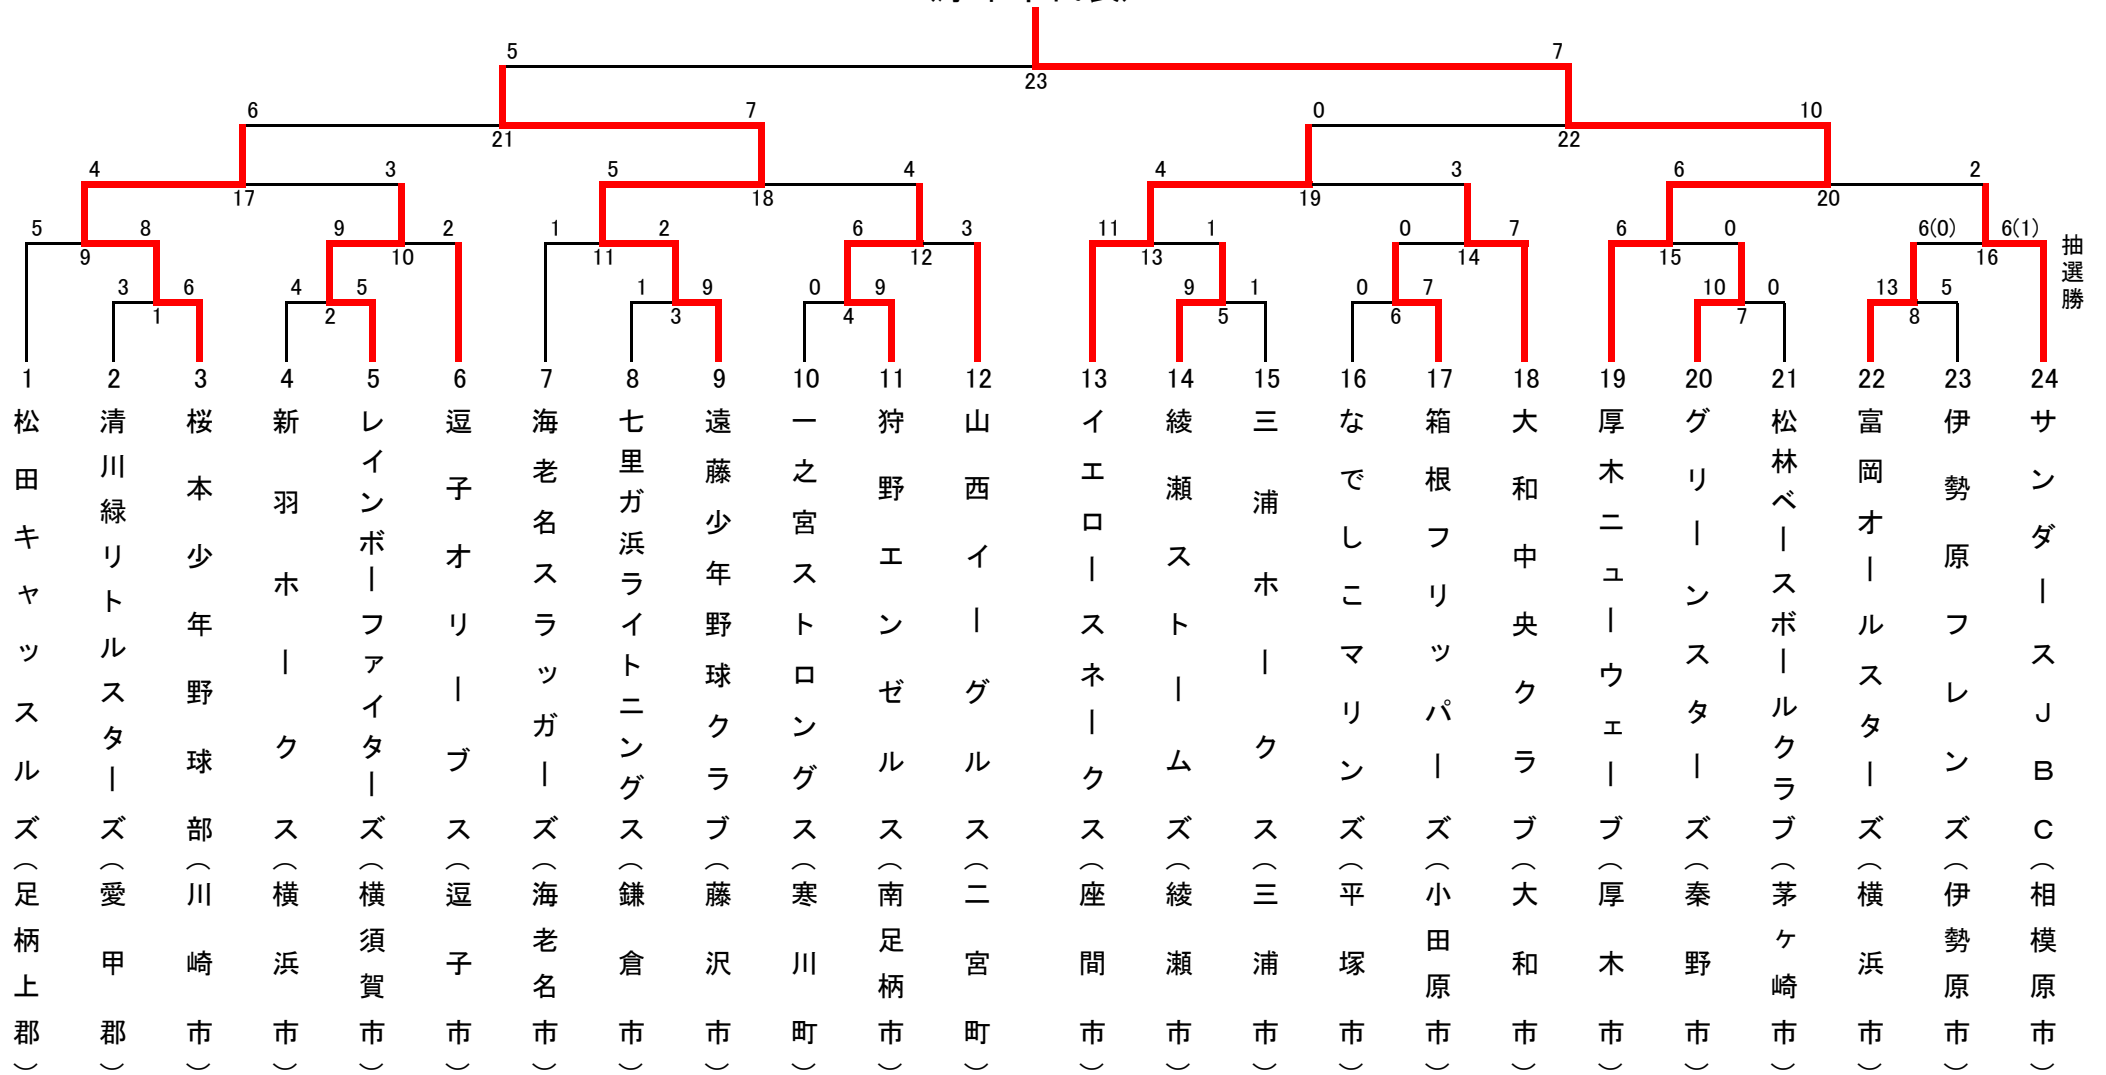 5 7
23
6 7 0 10
21 22
4 3 5 4 4 3 6 2
17 18 19 20
5 8 9 2 1 2 6 3 11 1 0 7 6 0 6(0) 6(1)
9 10 11 12 13 14 15 16
抽選勝
3 6 4 5 1 9 0 9 9 1 0 7 10 0 13 5
1 2 3 4 5 6 7 8
1 松田キャッスルズ(足柄上郡)
2 清川緑リトルスターズ(愛甲郡)
3 桜本少年野球部(川崎市)
4 新羽ホークス(横浜市)
5 レインボーファイターズ(横須賀市)
6 逗子オリーブス(逗子市)
7 海老名スラッガーズ(海老名市)
8 七里ガ浜ライトニングス(鎌倉市)
9 遠藤少年野球クラブ(藤沢市)
10 一之宮ストロングス(寒川町)
11 狩野エンゼルス(南足柄市)
12 山西イーグルス(二宮町)
13 イエロースネークス(座間市)
14 綾瀬ストームズ(綾瀬市)
15 三浦ホークス(三浦市)
16 なでしこマリンズ(平塚市)
17 箱根フリッパーズ(小田原市)
18 大和中央クラブ(大和市)
19 厚木ニューウェーブ(厚木市)
20 グリーンスターズ(秦野市)
21 松林ベースボールクラブ(茅ヶ崎市)
22 富岡オールスターズ(横浜市)
23 伊勢原フレンズ(伊勢原市)
24 サンダースJBC(相模原市)